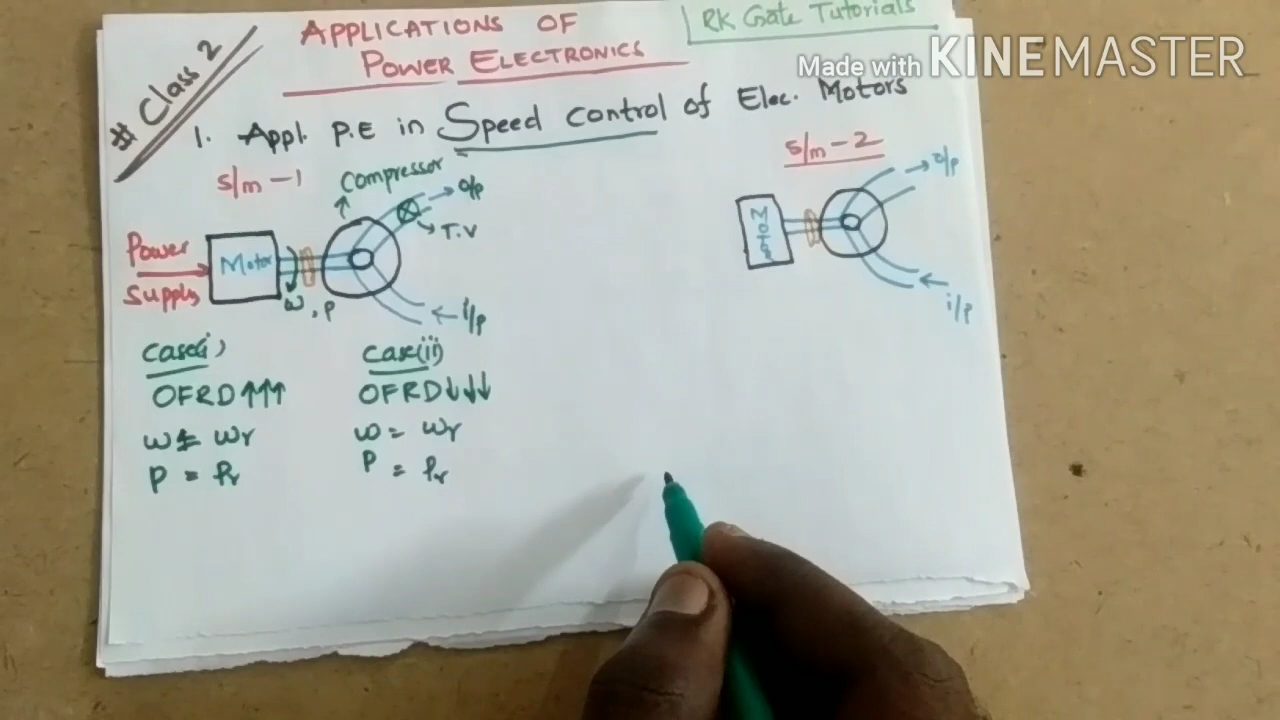 # Class 2
APPLICATIONS OF
POWER ELECTRONICS
RK Gate Tutorials
Made with KINEMASTER
1. Appl. P.E in Speed control of Elec. Motors
S/m - 1
Compressor
o/p
T.V
Power
Supply
Motor
ω, P
i/p
S/m - 2
o/p
MOTOR
i/p
Case(i)
OFRD↑↑↑
ω = ωr
P = Pr
Case(ii)
OFRD↓↓↓
ω = ωr
P = Pr